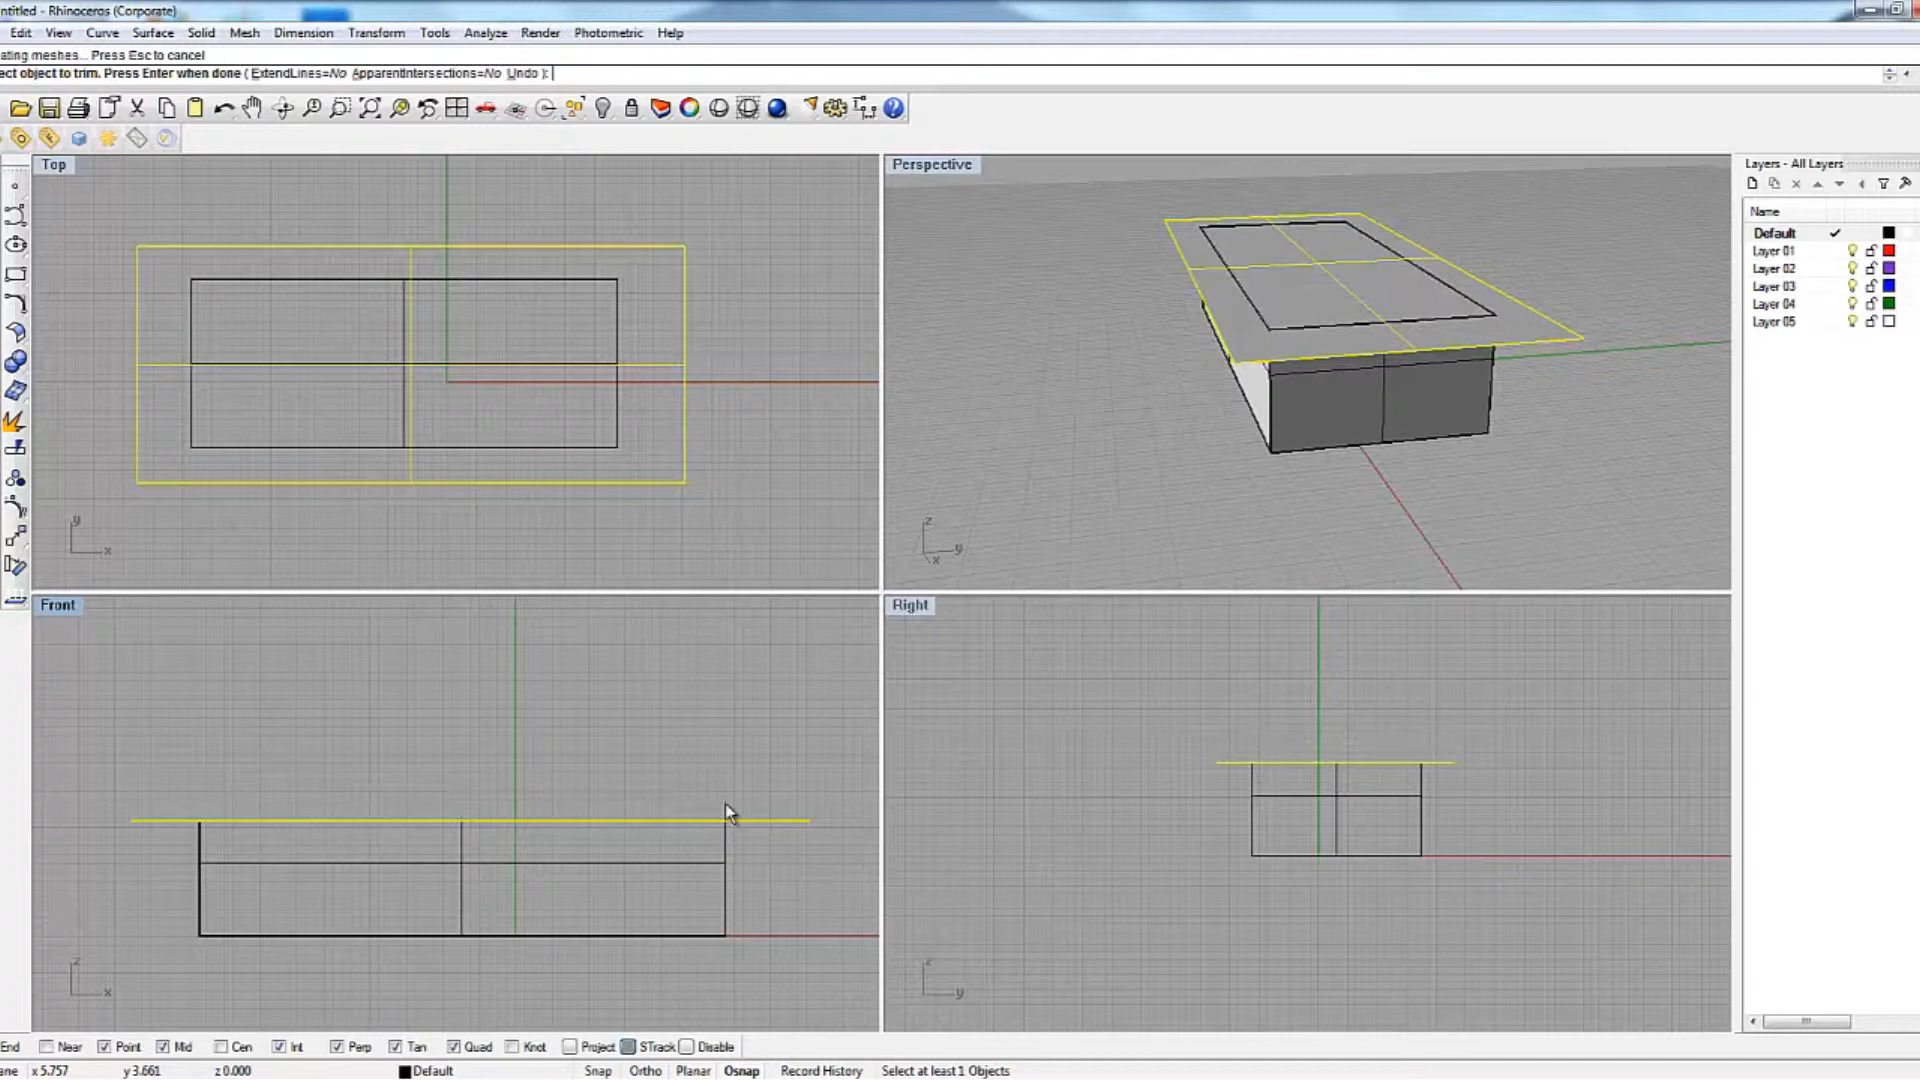 ntitled - Rhinoceros (Corporate)
Edit View Curve Surface Solid Mesh Dimension Transform Tools Analyze Render Photometric Help
ating meshes... Press Esc to cancel
ect object to trim. Press Enter when done ( ExtendLines=No ApparentIntersections=No Undo ):
Top
Perspective
Layers - All Layers
Name
Default
Layer 01
Layer 02
Layer 03
Layer 04
Layer 05
y
x
z
y
x
Front
Right
z
x
z
y
End Near Point Mid Cen Int Perp Tan Quad Knot Project STrack Disable
ane x 5.757 y 3.661 z 0.000 Default Snap Ortho Planar Osnap Record History Select at least 1 Objects